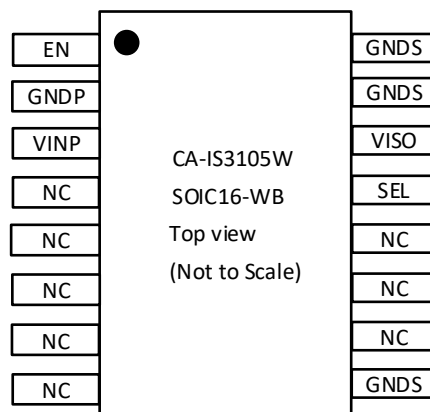 EN
GNDP
VINP
NC
NC
NC
NC
NC
CA-IS3105W
SOIC16-WB
Top view
(Not to Scale)
GNDS
GNDS
VISO
SEL
NC
NC
NC
GNDS